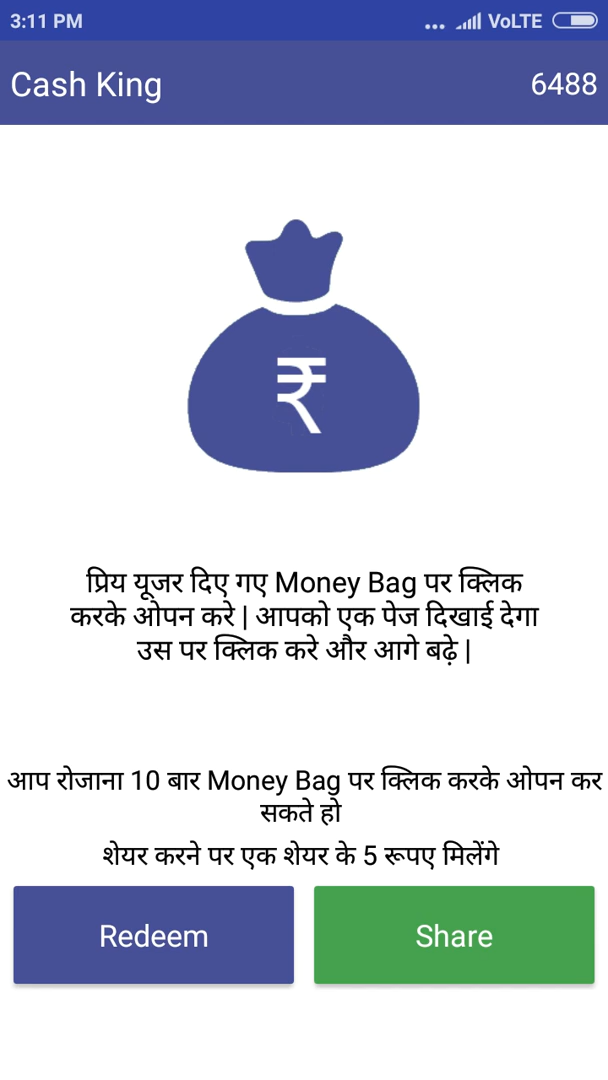 3:11 PM ... VoLTE
Cash King 6488
₹
प्रिय यूजर दिए गए Money Bag पर क्लिक
करके ओपन करे | आपको एक पेज दिखाई देगा
उस पर क्लिक करे और आगे बढ़े |
आप रोजाना 10 बार Money Bag पर क्लिक करके ओपन कर
सकते हो
शेयर करने पर एक शेयर के 5 रूपए मिलेंगे
Redeem Share